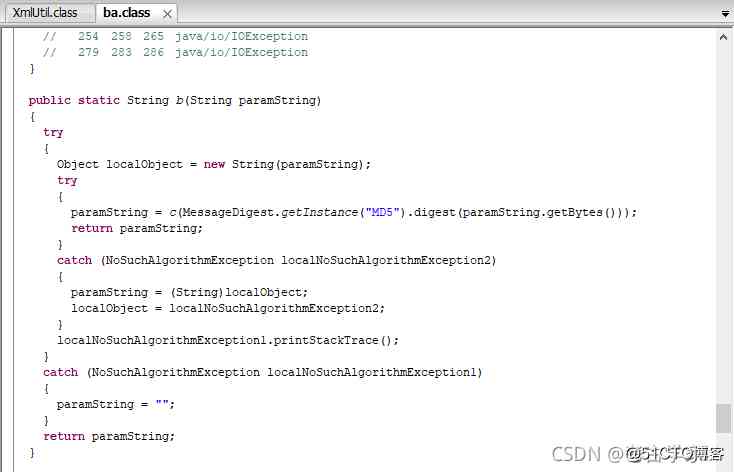 XmlUtil.class ba.class
// 254 258 265 java/io/IOException
// 279 283 286 java/io/IOException
}
public static String b(String paramString)
{
try
{
Object localObject = new String(paramString);
try
{
paramString = c(MessageDigest.getInstance("MD5").digest(paramString.getBytes()));
return paramString;
}
catch (NoSuchAlgorithmException localNoSuchAlgorithmException2)
{
paramString = (String)localObject;
localObject = localNoSuchAlgorithmException2;
}
localNoSuchAlgorithmException1.printStackTrace();
}
catch (NoSuchAlgorithmException localNoSuchAlgorithmException1)
{
paramString = "";
}
return paramString;
}
CSDN @51CTO博客